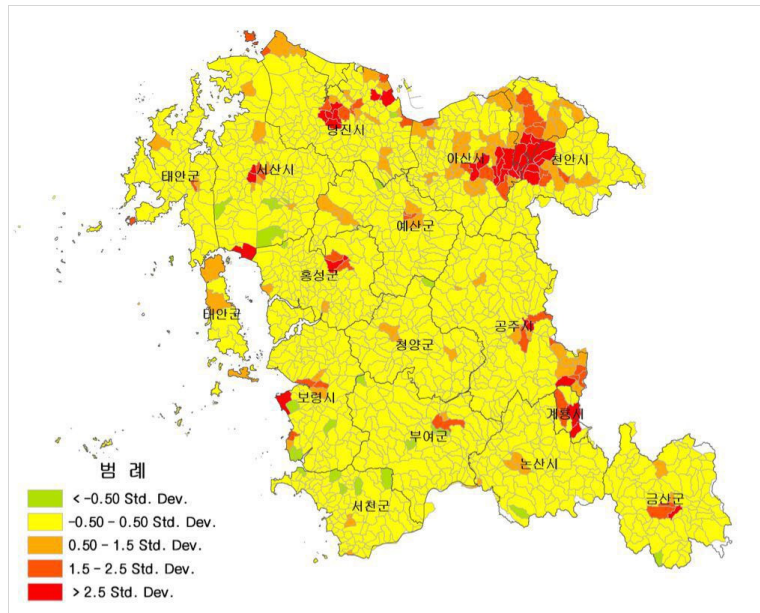 당진시
아산시
천안시
태안군
서산시
예산군
홍성군
태안군
공주시
청양군
보령시
계룡시
부여군
논산시
서천군
금산군
범 례
< -0.50 Std. Dev.
-0.50 - 0.50 Std. Dev.
0.50 - 1.5 Std. Dev.
1.5 - 2.5 Std. Dev.
> 2.5 Std. Dev.